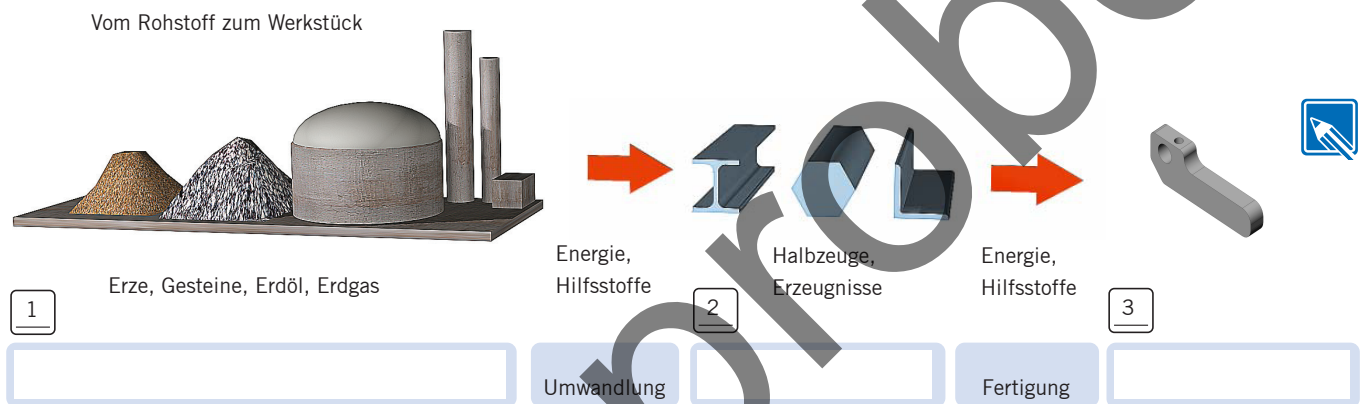 Vom Rohstoff zum Werkstück
Erze, Gesteine, Erdöl, Erdgas
Energie,
Hilfsstoffe
Halbzeuge,
Erzeugnisse
Energie,
Hilfsstoffe
1
2
3
Umwandlung
Fertigung
probe